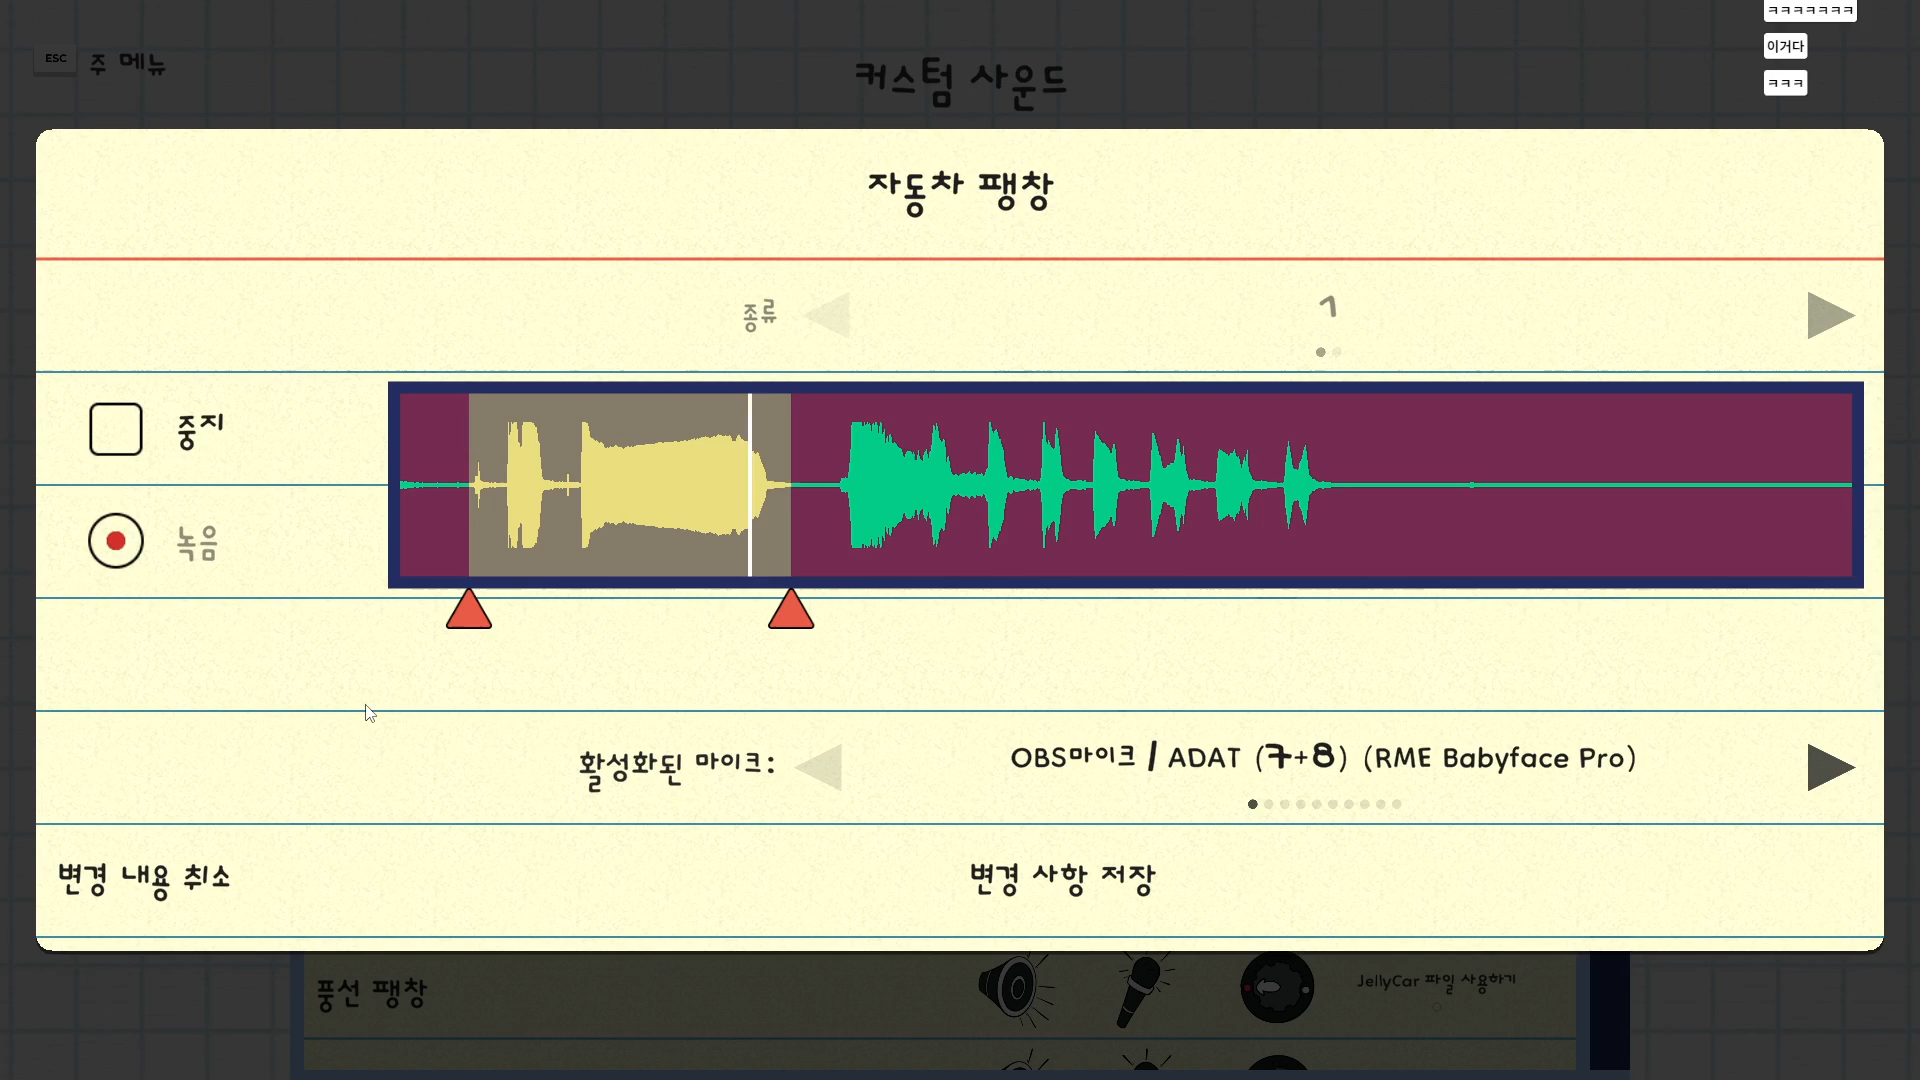 ㅋㅋㅋㅋㅋㅋㅋ
이거다
ㅋㅋㅋ
ESC 주 메뉴
커스텀 사운드
자동차 팽창
종류 1
중지
녹음
활성화된 마이크: OBS마이크 / ADAT (7+8) (RME Babyface Pro)
변경 내용 취소 변경 사항 저장
풍선 팽창 JellyCar 파일 사용하기